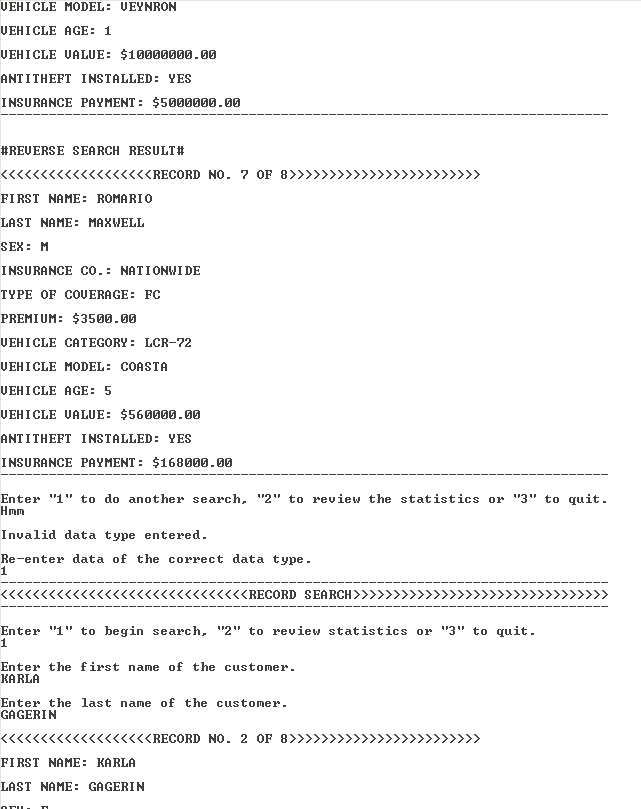 VEHICLE MODEL: VEYNRON
VEHICLE AGE: 1
VEHICLE VALUE: $10000000.00
ANTITHEFT INSTALLED: YES
INSURANCE PAYMENT: $5000000.00
----------------------------------------------------------------------------
#REVERSE SEARCH RESULT#
<<<<<<<<<<<<<<<<<<<RECORD NO. 7 OF 8>>>>>>>>>>>>>>>>>>>>>>>>
FIRST NAME: ROMARIO
LAST NAME: MAXWELL
SEX: M
INSURANCE CO.: NATIONWIDE
TYPE OF COVERAGE: FC
PREMIUM: $3500.00
VEHICLE CATEGORY: LCR-72
VEHICLE MODEL: COASTA
VEHICLE AGE: 5
VEHICLE VALUE: $560000.00
ANTITHEFT INSTALLED: YES
INSURANCE PAYMENT: $168000.00
----------------------------------------------------------------------------
Enter "1" to do another search, "2" to review the statistics or "3" to quit.
Hmm
Invalid data type entered.
Re-enter data of the correct data type.
1
----------------------------------------------------------------------------
<<<<<<<<<<<<<<<<<<<<<<<<<<<<<<<RECORD SEARCH>>>>>>>>>>>>>>>>>>>>>>>>>>>>>>>>
----------------------------------------------------------------------------
Enter "1" to begin search, "2" to review statistics or "3" to quit.
1
Enter the first name of the customer.
KARLA
Enter the last name of the customer.
GAGERIN
<<<<<<<<<<<<<<<<<<<RECORD NO. 2 OF 8>>>>>>>>>>>>>>>>>>>>>>>>
FIRST NAME: KARLA
LAST NAME: GAGERIN